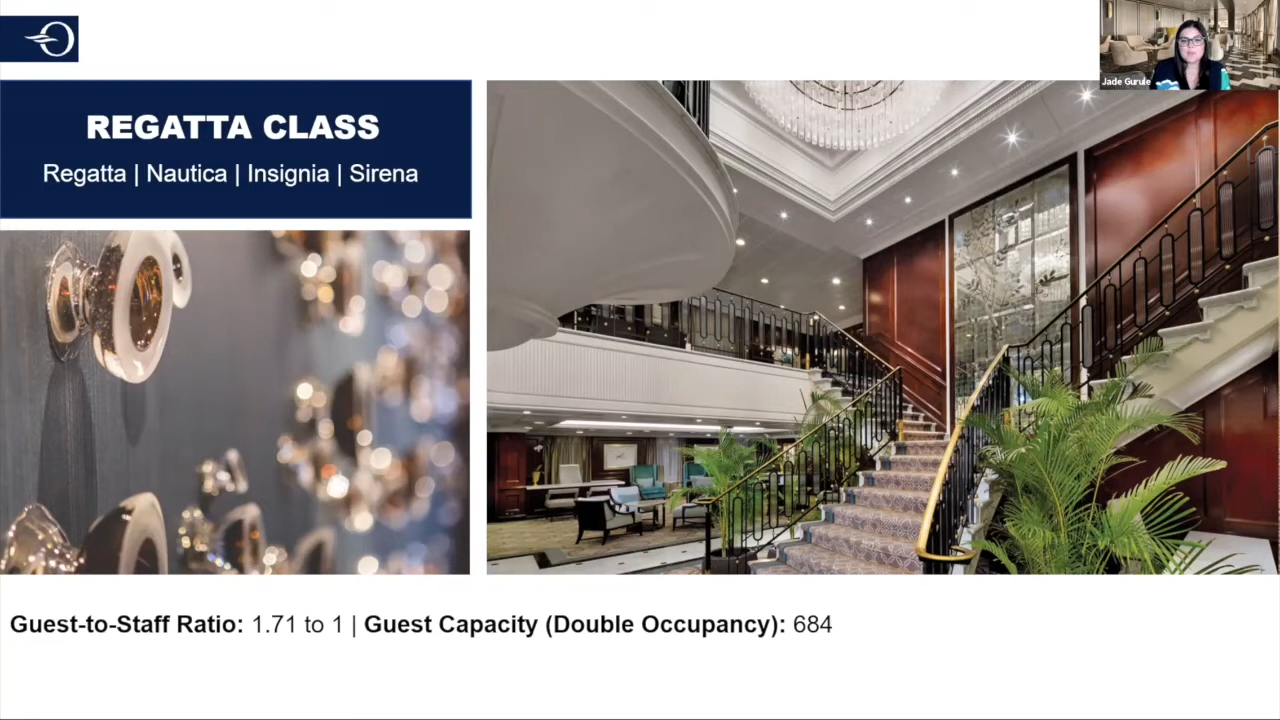 Jade Gurule
REGATTA CLASS
Regatta | Nautica | Insignia | Sirena
Guest-to-Staff Ratio: 1.71 to 1 | Guest Capacity (Double Occupancy): 684